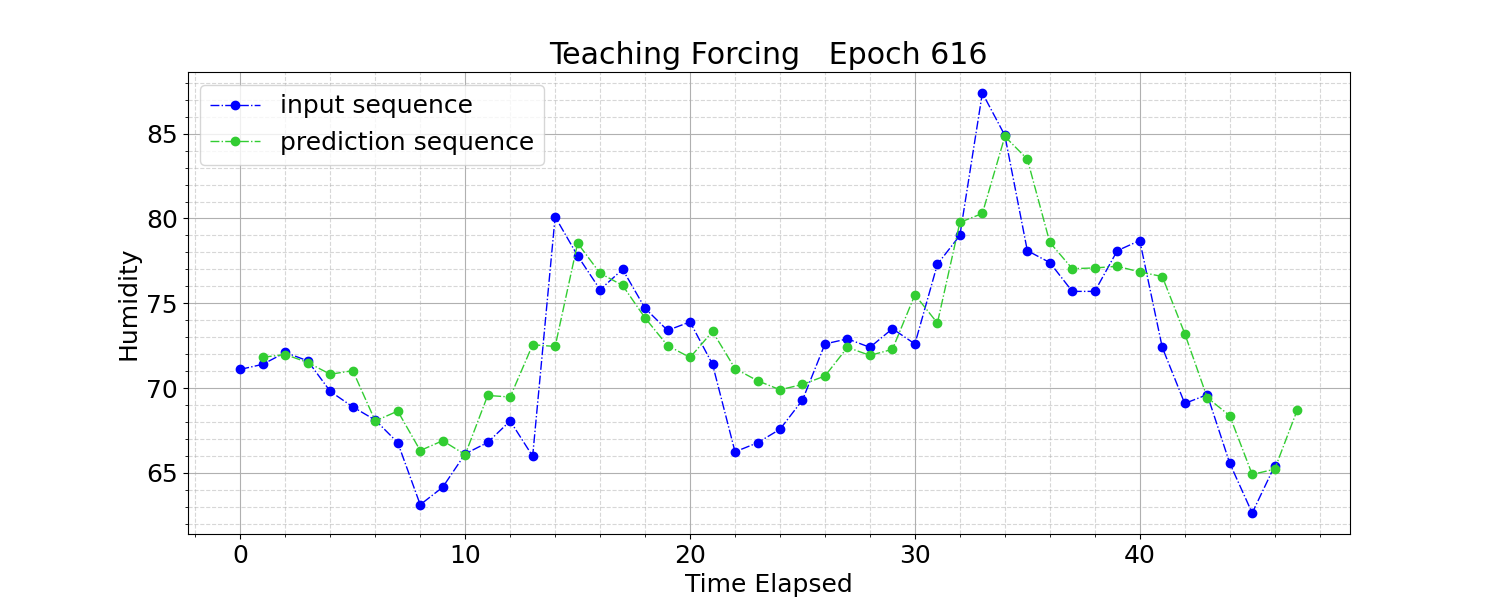 Teaching Forcing   Epoch 616
input sequence
prediction sequence
85
80
75
70
65
Humidity
0 10 20 30 40
Time Elapsed